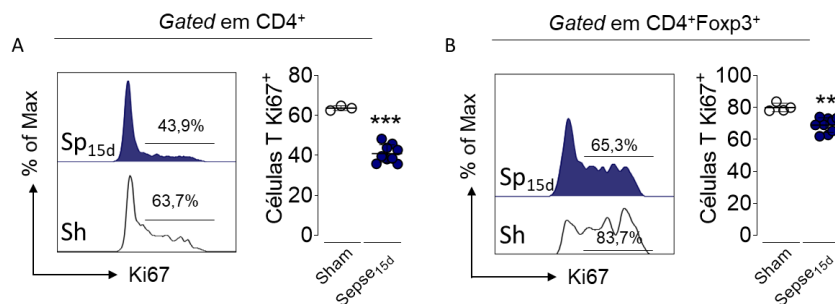 Gated em CD4⁺
A
% of Max
Sp15d
43,9%
Sh
63,7%
Ki67
Células T Ki67⁺
80
60
40
20
0
***
Sham
Sepse15d
Gated em CD4⁺Foxp3⁺
B
% of Max
Sp15d
65,3%
Sh
83,7%
Ki67
Células T Ki67⁺
100
80
60
40
20
0
**
Sham
Sepse15d